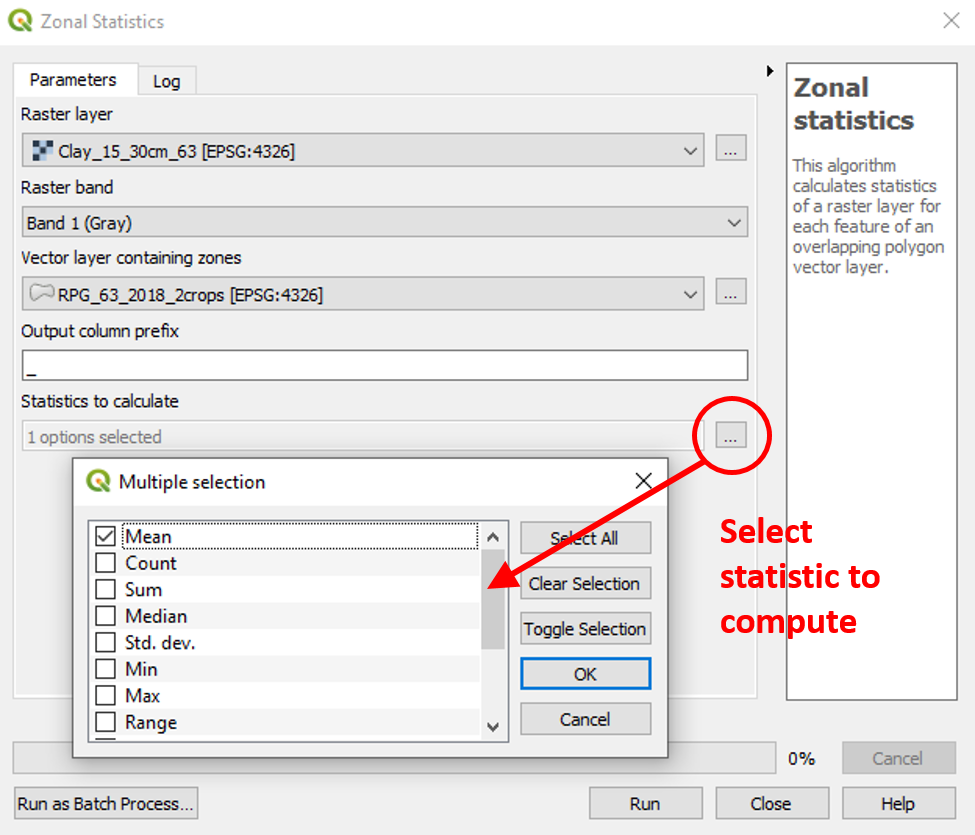 Zonal Statistics
Parameters
Log
Raster layer
Clay_15_30cm_63 [EPSG:4326]
...
Raster band
Band 1 (Gray)
Vector layer containing zones
RPG_63_2018_2crops [EPSG:4326]
...
Output column prefix
_
Statistics to calculate
1 options selected
...
Zonal
statistics
This algorithm
calculates statistics
of a raster layer for
each feature of an
overlapping polygon
vector layer.
Multiple selection
Mean
Count
Sum
Median
Std. dev.
Min
Max
Range
Select All
Clear Selection
Toggle Selection
OK
Cancel
Select
statistic to
compute
0%
Cancel
Run as Batch Process...
Run
Close
Help